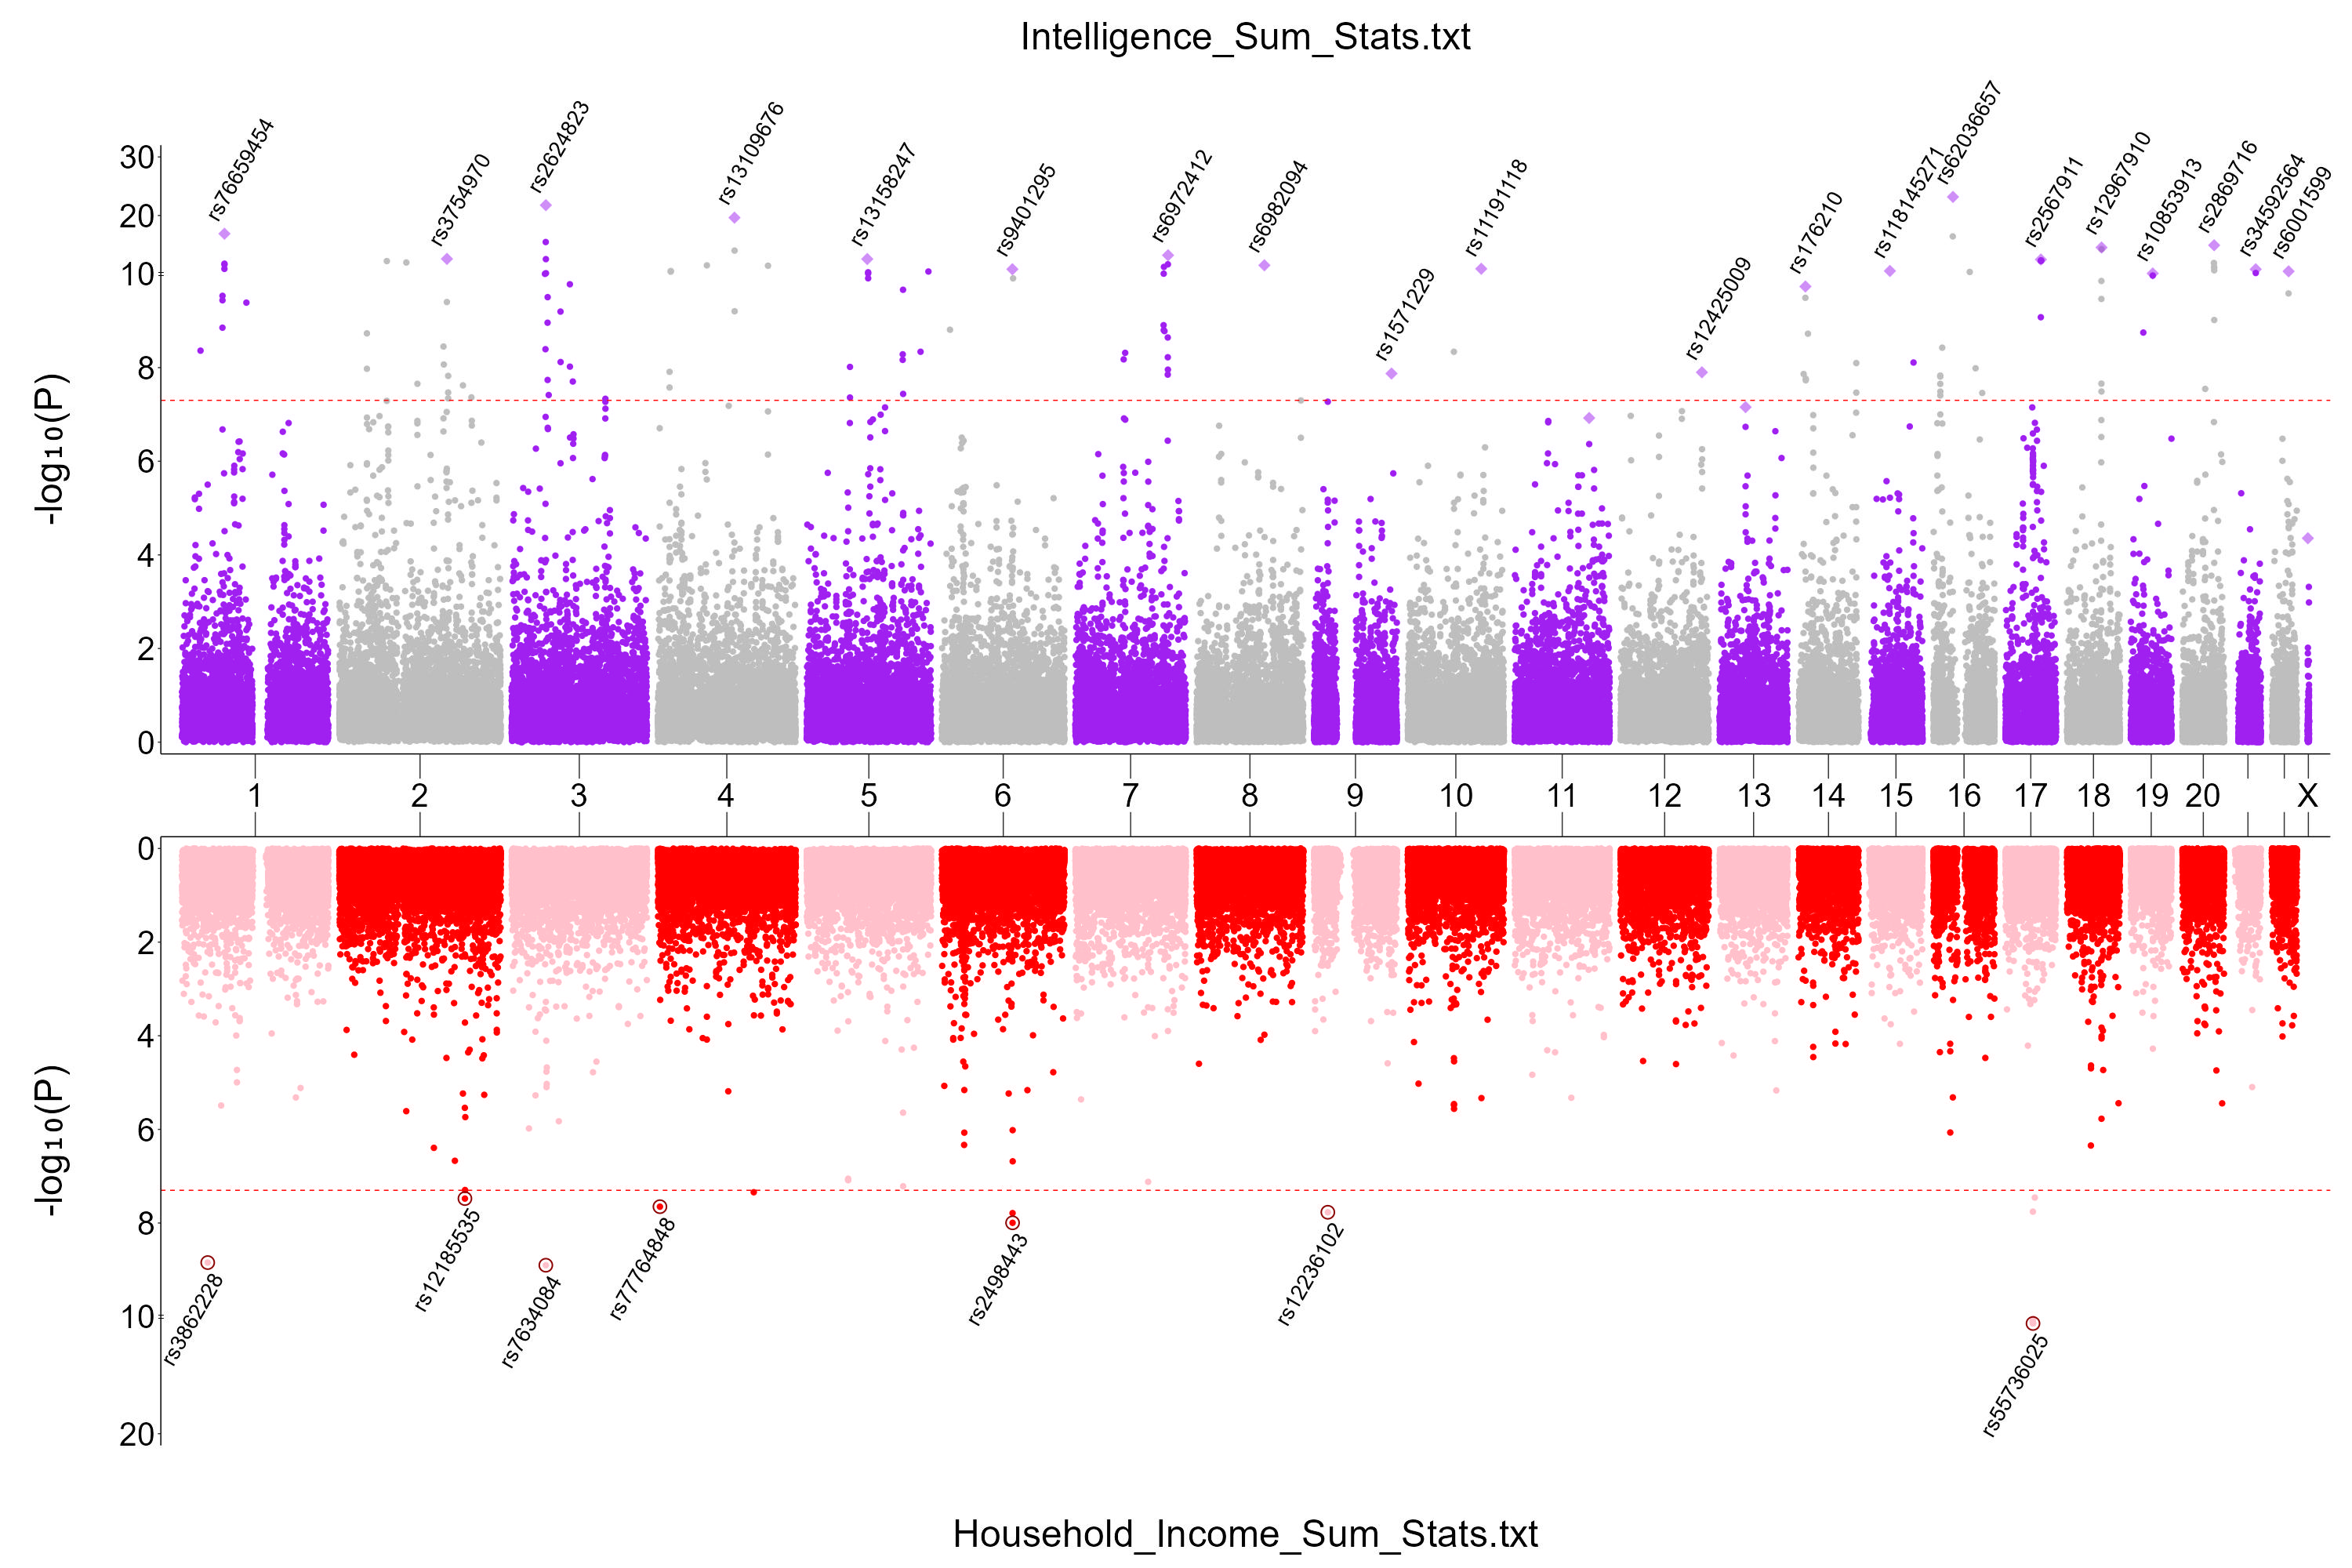 Intelligence_Sum_Stats.txt
rs76659454
rs3754970
rs2624823
rs13109676
rs13158247
rs9401295
rs6972412
rs6982094
rs1571229
rs11191118
rs12425009
rs176210
rs118145271
rs62036657
rs2567911
rs12967910
rs10853913
rs2869716
rs34592564
rs6001599
-log₁₀(P)
30
20
10
8
6
4
2
0
1 2 3 4 5 6 7 8 9 10 11 12 13 14 15 16 17 18 19 20 X
-log₁₀(P)
0
2
4
6
8
10
20
rs3862228
rs12185535
rs7634084
rs77764848
rs2498443
rs12236102
rs55736025
Household_Income_Sum_Stats.txt